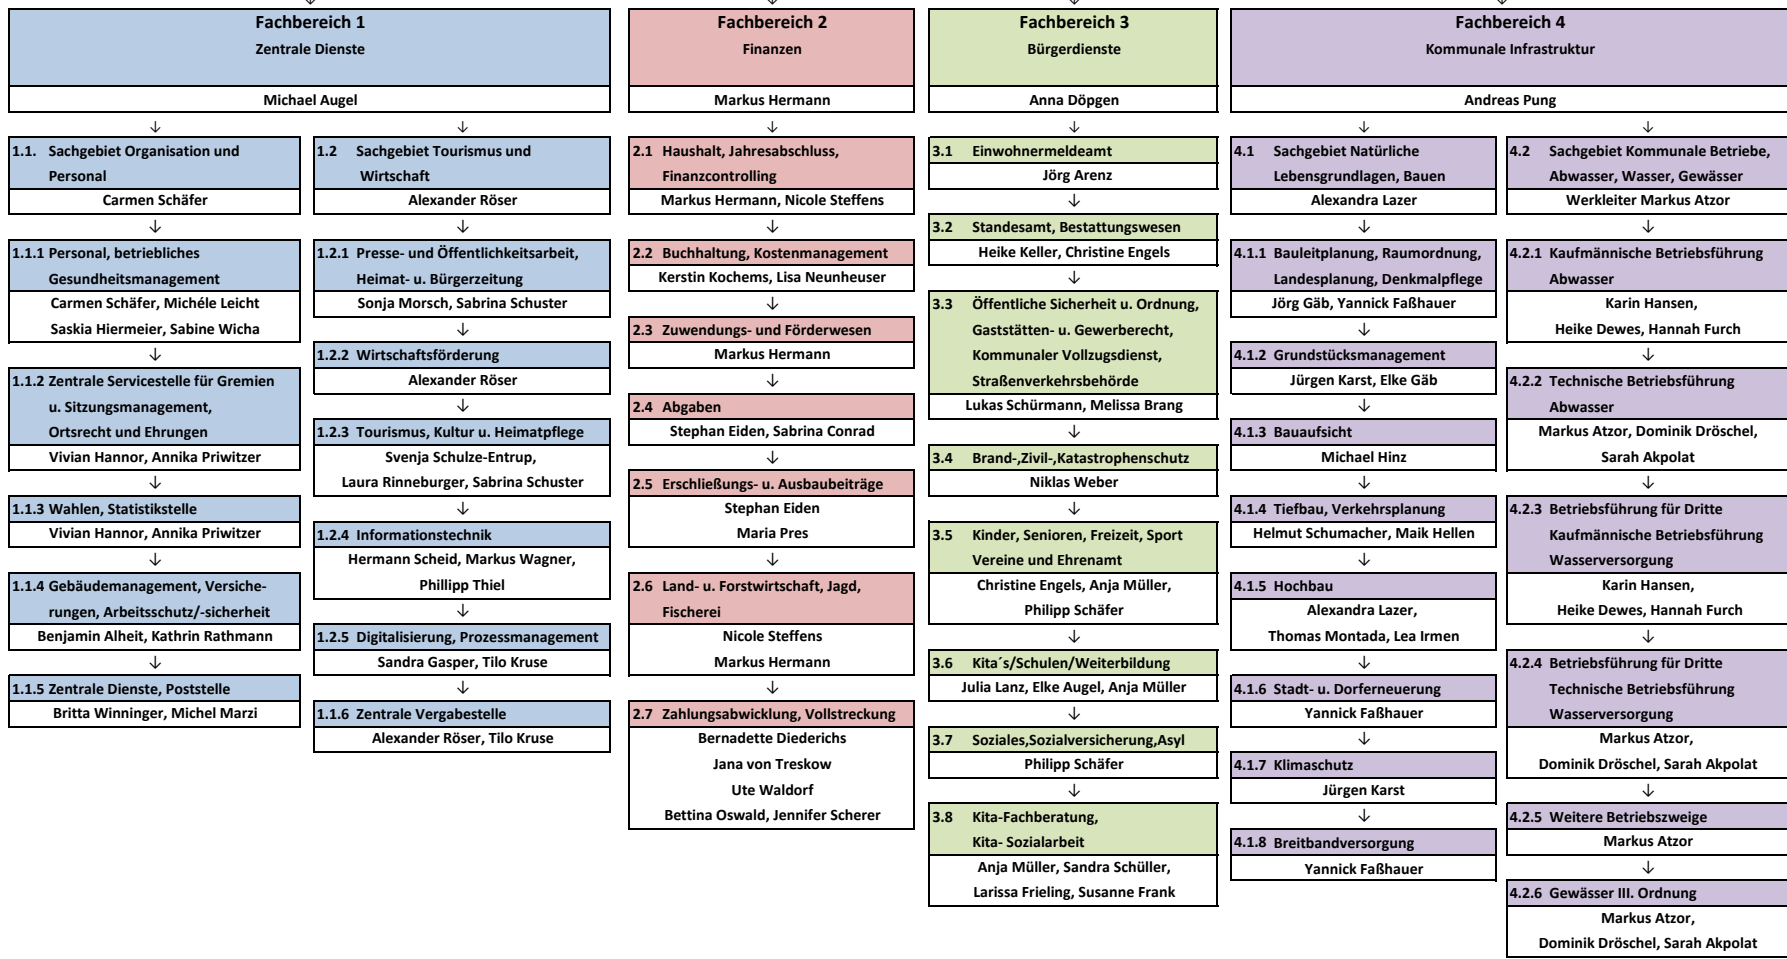 Fachbereich 1
Zentrale Dienste
Michael Augel
1.1. Sachgebiet Organisation und
Personal
Carmen Schäfer
1.1.1 Personal, betriebliches
Gesundheitsmanagement
Carmen Schäfer, Michéle Leicht
Saskia Hiermeier, Sabine Wicha
1.1.2 Zentrale Servicestelle für Gremien
u. Sitzungsmanagement,
Ortsrecht und Ehrungen
Vivian Hannor, Annika Priwitzer
1.1.3 Wahlen, Statistikstelle
Vivian Hannor, Annika Priwitzer
1.1.4 Gebäudemanagement, Versiche-
rungen, Arbeitsschutz/-sicherheit
Benjamin Alheit, Kathrin Rathmann
1.1.5 Zentrale Dienste, Poststelle
Britta Winninger, Michel Marzi
1.2 Sachgebiet Tourismus und
Wirtschaft
Alexander Röser
1.2.1 Presse- und Öffentlichkeitsarbeit,
Heimat- u. Bürgerzeitung
Sonja Morsch, Sabrina Schuster
1.2.2 Wirtschaftsförderung
Alexander Röser
1.2.3 Tourismus, Kultur u. Heimatpflege
Svenja Schulze-Entrup,
Laura Rinneburger, Sabrina Schuster
1.2.4 Informationstechnik
Hermann Scheid, Markus Wagner,
Phillipp Thiel
1.2.5 Digitalisierung, Prozessmanagement
Sandra Gasper, Tilo Kruse
1.1.6 Zentrale Vergabestelle
Alexander Röser, Tilo Kruse
Fachbereich 2
Finanzen
Markus Hermann
2.1 Haushalt, Jahresabschluss,
Finanzcontrolling
Markus Hermann, Nicole Steffens
2.2 Buchhaltung, Kostenmanagement
Kerstin Kochems, Lisa Neunheuser
2.3 Zuwendungs- und Förderwesen
Markus Hermann
2.4 Abgaben
Stephan Eiden, Sabrina Conrad
2.5 Erschließungs- u. Ausbaubeiträge
Stephan Eiden
Maria Pres
2.6 Land- u. Forstwirtschaft, Jagd,
Fischerei
Nicole Steffens
Markus Hermann
2.7 Zahlungsabwicklung, Vollstreckung
Bernadette Diederichs
Jana von Treskow
Ute Waldorf
Bettina Oswald, Jennifer Scherer
Fachbereich 3
Bürgerdienste
Anna Döpgen
3.1 Einwohnermeldeamt
Jörg Arenz
3.2 Standesamt, Bestattungswesen
Heike Keller, Christine Engels
3.3 Öffentliche Sicherheit u. Ordnung,
Gaststätten- u. Gewerberecht,
Kommunaler Vollzugsdienst,
Straßenverkehrsbehörde
Lukas Schürmann, Melissa Brang
3.4 Brand-,Zivil-,Katastrophenschutz
Niklas Weber
3.5 Kinder, Senioren, Freizeit, Sport
Vereine und Ehrenamt
Christine Engels, Anja Müller,
Philipp Schäfer
3.6 Kita´s/Schulen/Weiterbildung
Julia Lanz, Elke Augel, Anja Müller
3.7 Soziales,Sozialversicherung,Asyl
Philipp Schäfer
3.8 Kita-Fachberatung,
Kita- Sozialarbeit
Anja Müller, Sandra Schüller,
Larissa Frieling, Susanne Frank
Fachbereich 4
Kommunale Infrastruktur
Andreas Pung
4.1 Sachgebiet Natürliche
Lebensgrundlagen, Bauen
Alexandra Lazer
4.1.1 Bauleitplanung, Raumordnung,
Landesplanung, Denkmalpflege
Jörg Gäb, Yannick Faßhauer
4.1.2 Grundstücksmanagement
Jürgen Karst, Elke Gäb
4.1.3 Bauaufsicht
Michael Hinz
4.1.4 Tiefbau, Verkehrsplanung
Helmut Schumacher, Maik Hellen
4.1.5 Hochbau
Alexandra Lazer,
Thomas Montada, Lea Irmen
4.1.6 Stadt- u. Dorferneuerung
Yannick Faßhauer
4.1.7 Klimaschutz
Jürgen Karst
4.1.8 Breitbandversorgung
Yannick Faßhauer
4.2 Sachgebiet Kommunale Betriebe,
Abwasser, Wasser, Gewässer
Werkleiter Markus Atzor
4.2.1 Kaufmännische Betriebsführung
Abwasser
Karin Hansen,
Heike Dewes, Hannah Furch
4.2.2 Technische Betriebsführung
Abwasser
Markus Atzor, Dominik Dröschel,
Sarah Akpolat
4.2.3 Betriebsführung für Dritte
Kaufmännische Betriebsführung
Wasserversorgung
Karin Hansen,
Heike Dewes, Hannah Furch
4.2.4 Betriebsführung für Dritte
Technische Betriebsführung
Wasserversorgung
Markus Atzor,
Dominik Dröschel, Sarah Akpolat
4.2.5 Weitere Betriebszweige
Markus Atzor
4.2.6 Gewässer III. Ordnung
Markus Atzor,
Dominik Dröschel, Sarah Akpolat